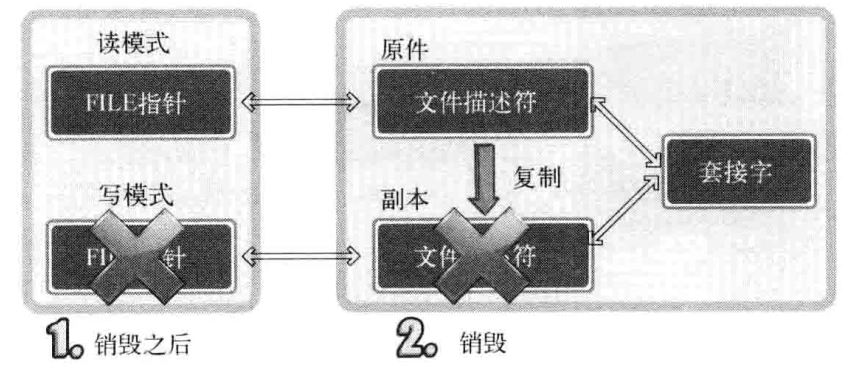 读模式
FILE指针
写模式
FI 针
1. 销毁之后
原件
文件描述符
复制
副本
文件 符
2. 销毁
套接字